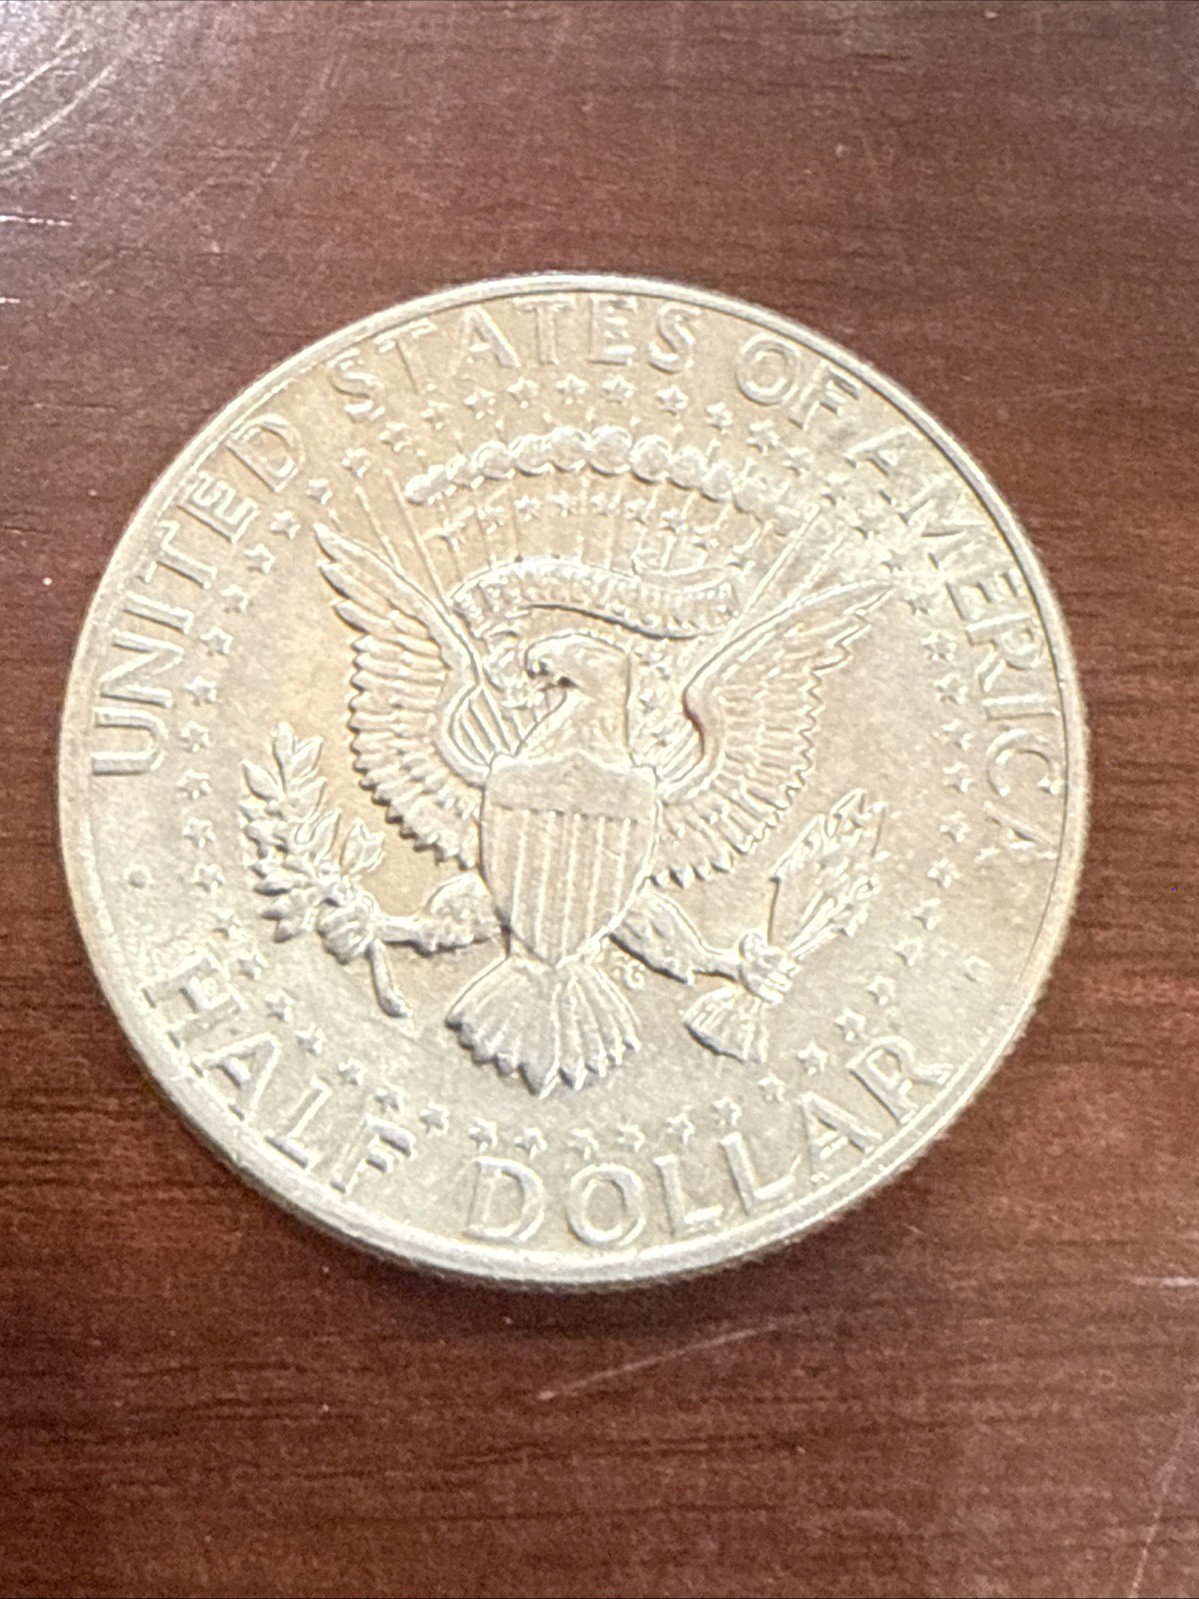 UNITED STATES OF AMERICA
HALF DOLLAR